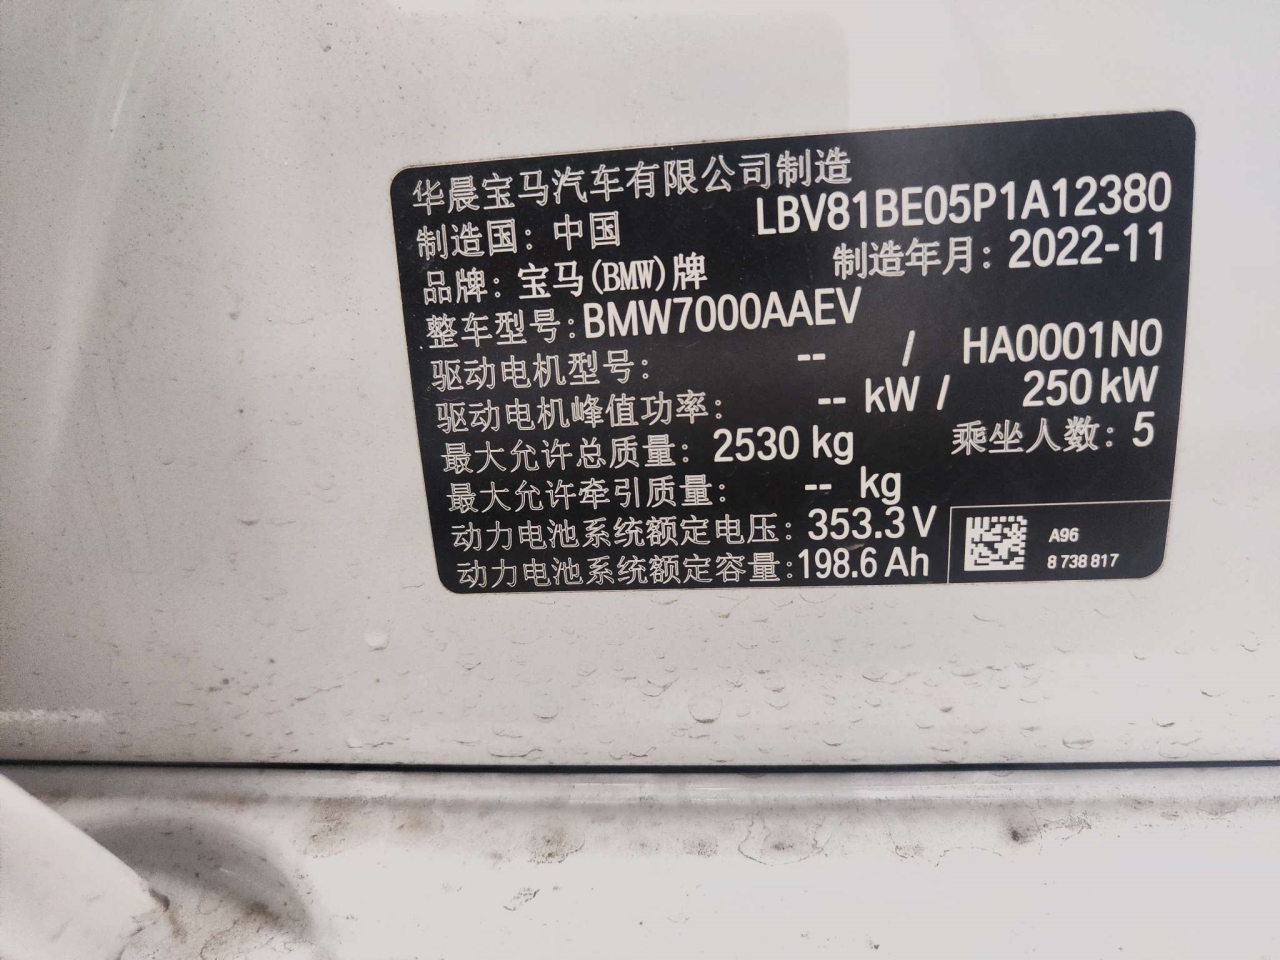 华晨宝马汽车有限公司制造
制造国：中国 LBV81BE05P1A12380
品牌：宝马(BMW)牌 制造年月：2022-11
整车型号：BMW7000AAEV
驱动电机型号： -- / HA0001N0
驱动电机峰值功率： -- kW / 250 kW
最大允许总质量：2530 kg 乘坐人数：5
最大允许牵引质量： -- kg
动力电池系统额定电压：353.3 V
动力电池系统额定容量：198.6 Ah
A96
8 738 817